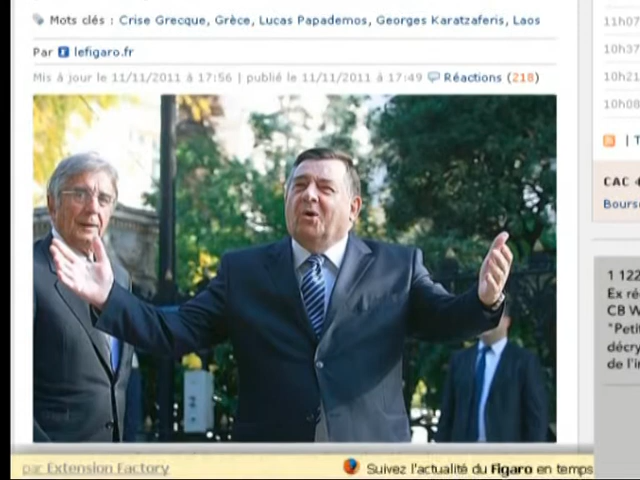 Mots clés : Crise Grecque, Grèce, Lucas Papademos, Georges Karatzaferis, Laos
Par lefigaro.fr
Mis à jour le 11/11/2011 à 17:56 | publié le 11/11/2011 à 17:49 Réactions (218)
11h07
10h37
10h21
10h08
| T
CAC
Bours
1 122
Ex ré
CB W
"Petit
décry
de l'i
par Extension Factory
Suivez l'actualité du Figaro en temps